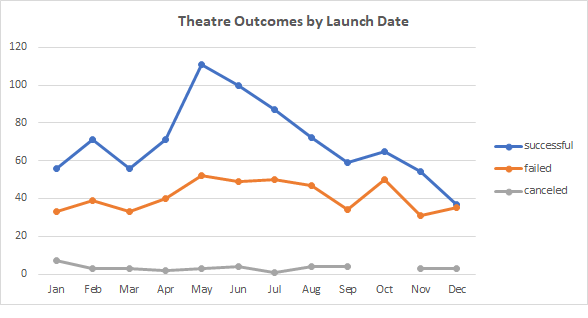 Theatre Outcomes by Launch Date
120
100
80
60
40
20
0
Jan Feb Mar Apr May Jun Jul Aug Sep Oct Nov Dec
successful
failed
canceled